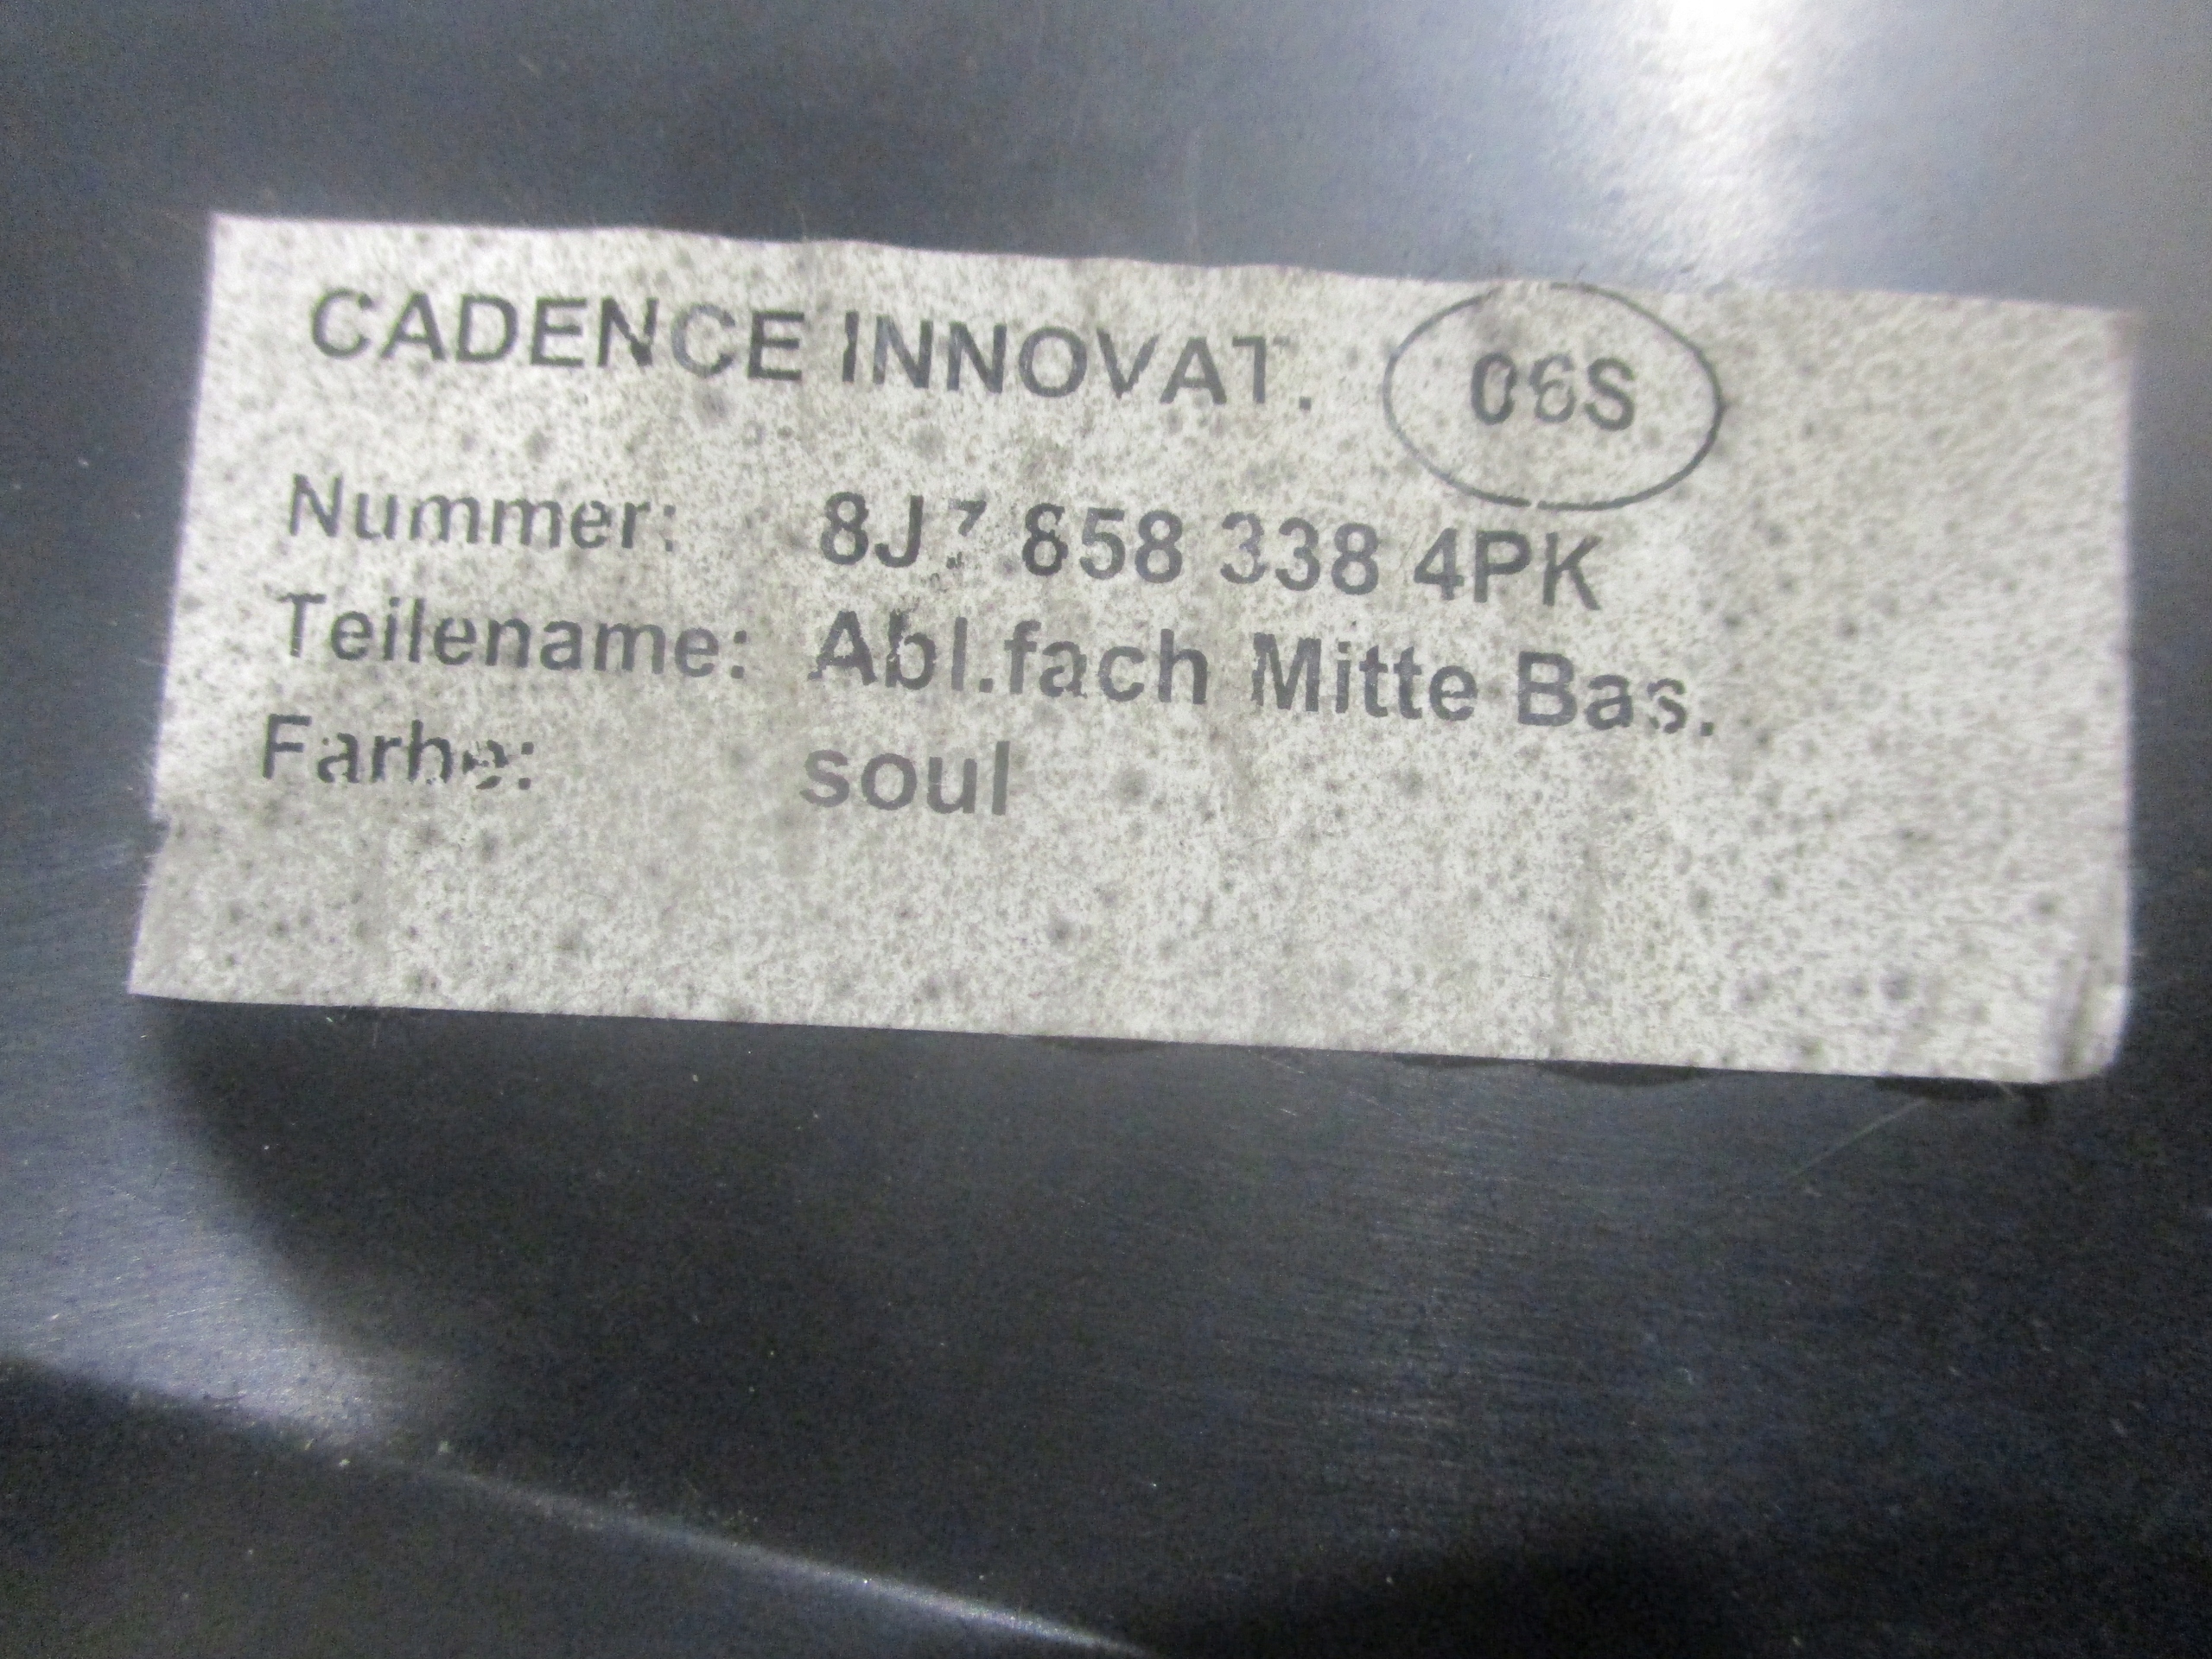 CADENCE INNOVAT. 06S
Nummer: 8J7 858 338 4PK
Teilename: Abl.fach Mitte Bas.
Farbe: soul